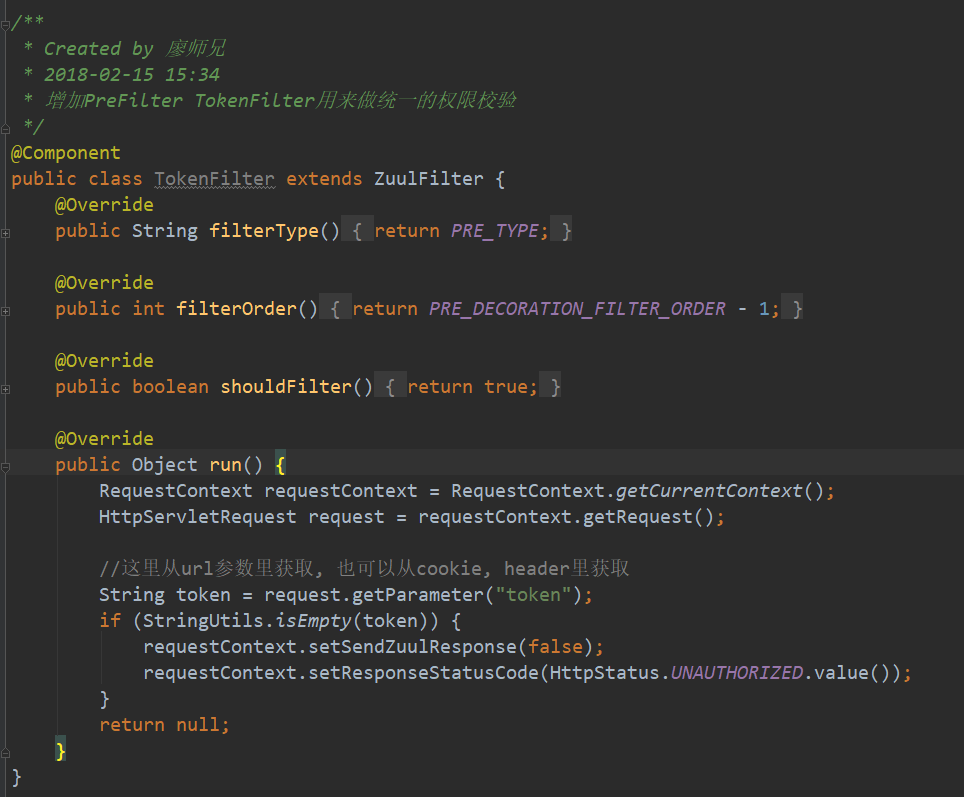 /**
 * Created by 廖师兄
 * 2018-02-15 15:34
 * 增加PreFilter TokenFilter用来做统一的权限校验
 */
@Component
public class TokenFilter extends ZuulFilter {
    @Override
    public String filterType() { return PRE_TYPE; }
    @Override
    public int filterOrder() { return PRE_DECORATION_FILTER_ORDER - 1; }
    @Override
    public boolean shouldFilter() { return true; }
    @Override
    public Object run() {
        RequestContext requestContext = RequestContext.getCurrentContext();
        HttpServletRequest request = requestContext.getRequest();
        //这里从url参数里获取, 也可以从cookie, header里获取
        String token = request.getParameter("token");
        if (StringUtils.isEmpty(token)) {
            requestContext.setSendZuulResponse(false);
            requestContext.setResponseStatusCode(HttpStatus.UNAUTHORIZED.value());
        }
        return null;
    }
}